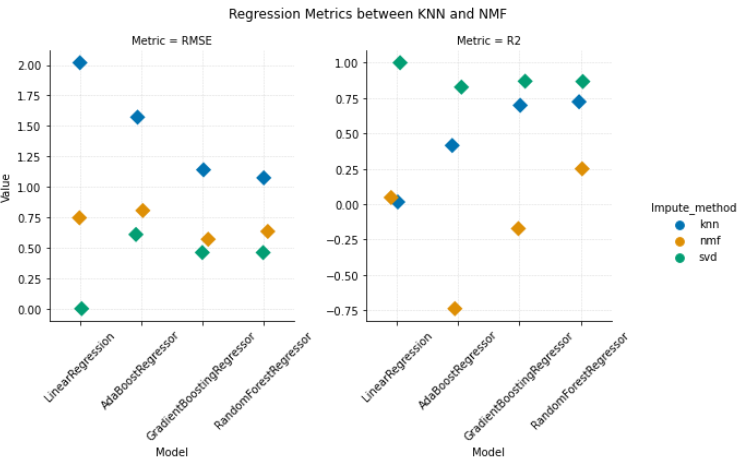 Regression Metrics between KNN and NMF
Metric = RMSE
Value
2.00
1.75
1.50
1.25
1.00
0.75
0.50
0.25
0.00
LinearRegression
AdaBoostRegressor
GradientBoostingRegressor
RandomForestRegressor
Model
Metric = R2
1.00
0.75
0.50
0.25
0.00
−0.25
−0.50
−0.75
LinearRegression
AdaBoostRegressor
GradientBoostingRegressor
RandomForestRegressor
Model
Impute_method
knn
nmf
svd